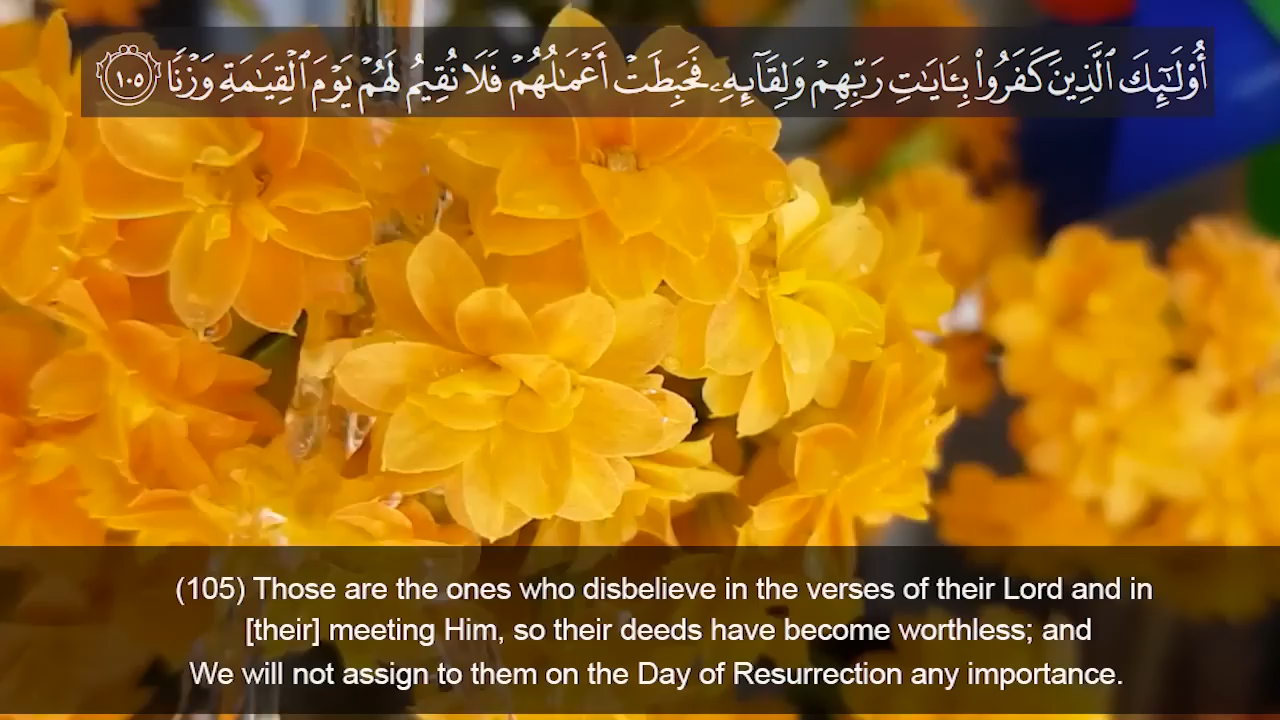 أُوْلَٰٓئِكَ ٱلَّذِينَ كَفَرُواْ بِـَٔايَٰتِ رَبِّهِمْ وَلِقَآئِهِۦ فَحَبِطَتْ أَعْمَٰلُهُمْ فَلَا نُقِيمُ لَهُمْ يَوْمَ ٱلْقِيَٰمَةِ وَزْنًا ١٠٥
(105) Those are the ones who disbelieve in the verses of their Lord and in
[their] meeting Him, so their deeds have become worthless; and
We will not assign to them on the Day of Resurrection any importance.